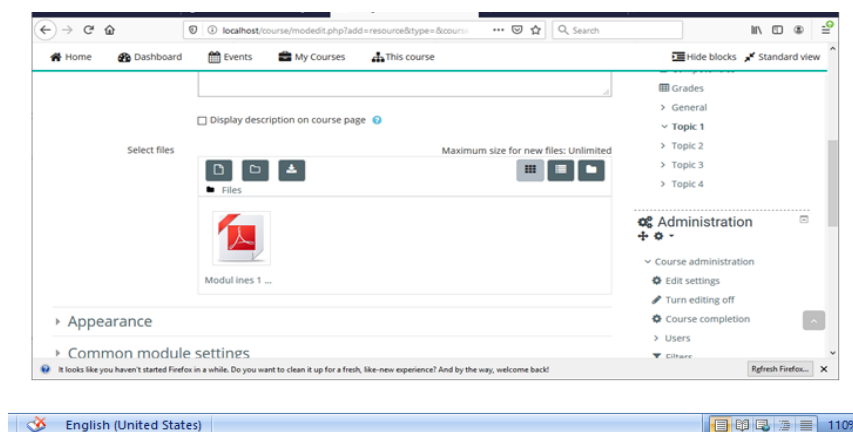 localhost/course/modedit.php?add=resource&type=&course
Search
Home
Dashboard
Events
My Courses
This course
Hide blocks
Standard view
Grades
General
Topic 1
Topic 2
Topic 3
Topic 4
Display description on course page
Select files
Maximum size for new files: Unlimited
Files
Modul ines 1 ...
Appearance
Common module settings
Administration
Course administration
Edit settings
Turn editing off
Course completion
Users
Filters
It looks like you haven't started Firefox in a while. Do you want to clean it up for a fresh, like-new experience? And by the way, welcome back!
Refresh Firefox...
English (United States)
110%